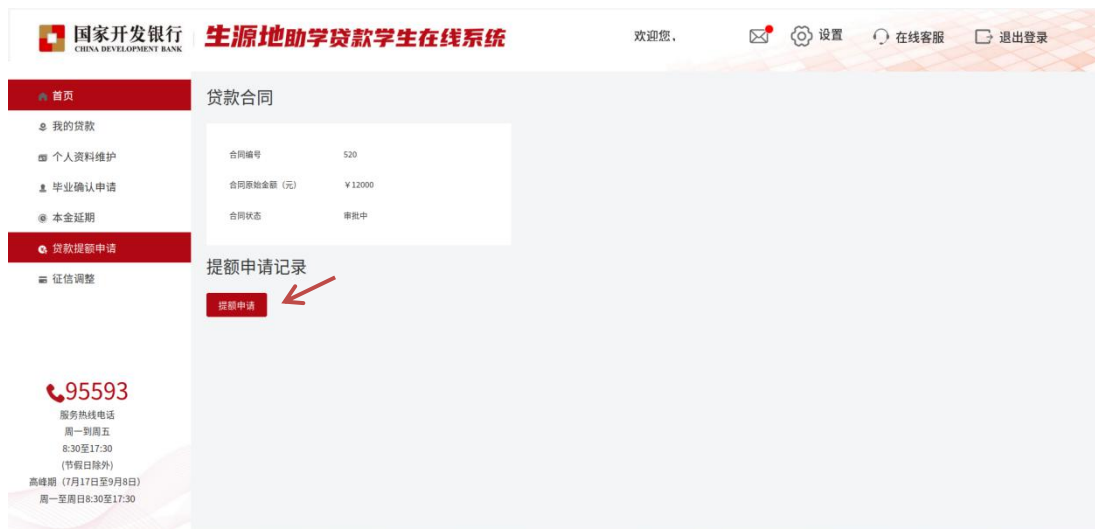 国家开发银行
CHINA DEVELOPMENT BANK
生源地助学贷款学生在线系统
欢迎您，
设置
在线客服
退出登录
首页
我的贷款
个人资料维护
毕业确认申请
本金延期
贷款提额申请
征信调整
95593
服务热线电话
周一到周五
8:30至17:30
(节假日除外)
高峰期（7月17日至9月8日）
周一至周日8:30至17:30
贷款合同
合同编号 520
合同原始金额（元） ￥12000
合同状态 审批中
提额申请记录
提额申请